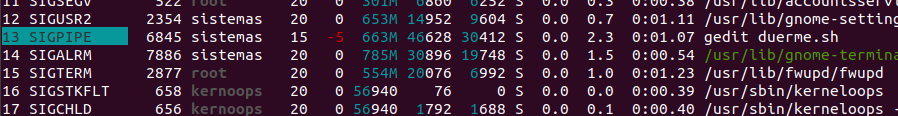 11 SIGSEGV 522 root 20 0 301M 6860 6252 S 0.0 0.3 0:00.38 /usr/lib/accountsserv
12 SIGUSR2 2354 sistemas 20 0 653M 14952 9604 S 0.0 0.7 0:01.11 /usr/lib/gnome-setting
13 SIGPIPE 6845 sistemas 15 -5 663M 46628 30412 S 0.0 2.3 0:01.07 gedit duerme.sh
14 SIGALRM 7886 sistemas 20 0 785M 30896 19748 S 0.0 1.5 0:00.54 /usr/lib/gnome-termina
15 SIGTERM 2877 root 20 0 554M 20076 6992 S 0.0 1.0 0:01.23 /usr/lib/fwupd/fwupd
16 SIGSTKFLT 658 kernoops 20 0 56940 76 0 S 0.0 0.0 0:00.39 /usr/sbin/kerneloops
17 SIGCHLD 656 kernoops 20 0 56940 1792 1688 S 0.0 0.1 0:00.40 /usr/sbin/kerneloops -